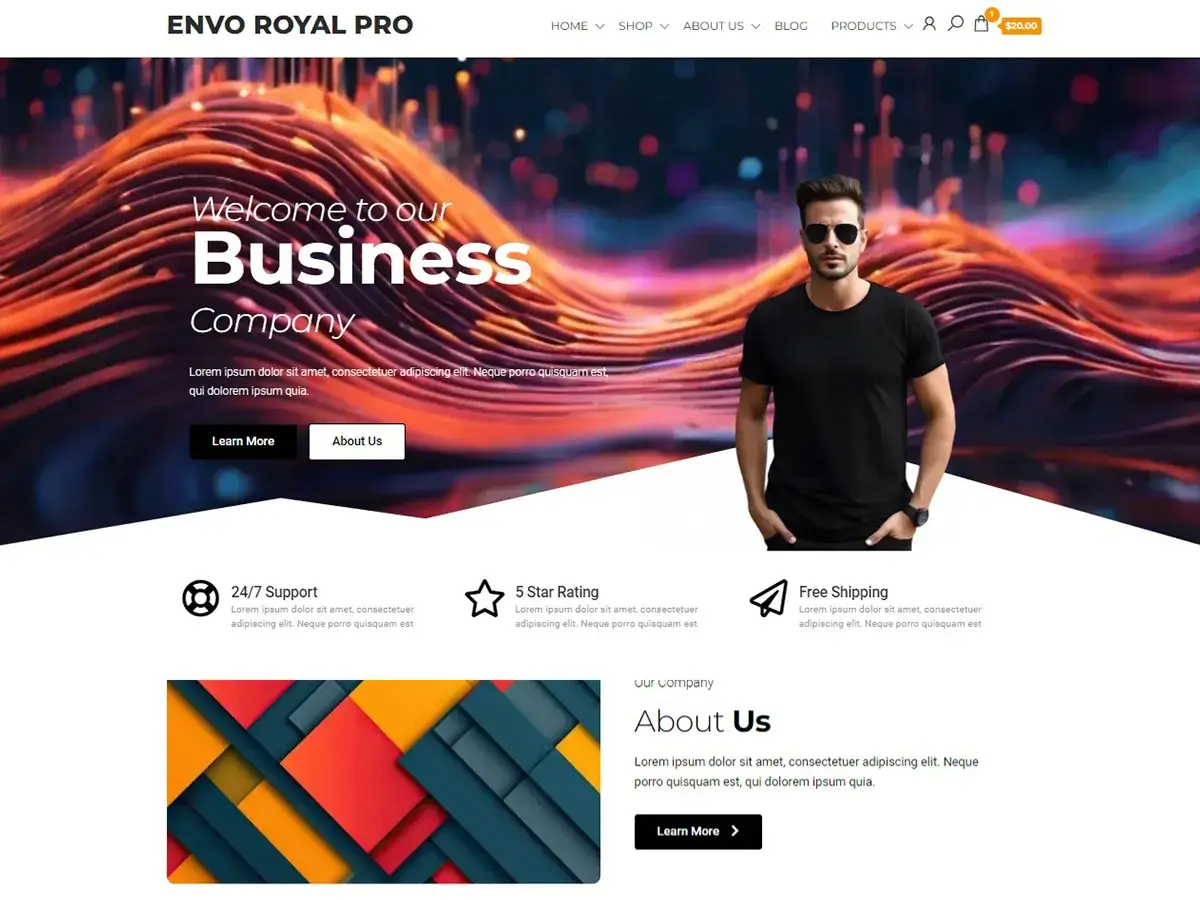 ENVO ROYAL PRO
HOME SHOP ABOUT US BLOG PRODUCTS 1 $20.00
Welcome to our
Business
Company
Lorem ipsum dolor sit amet, consectetuer adipiscing elit. Neque porro quisquam est,
qui dolorem ipsum quia.
Learn More About Us
24/7 Support
Lorem ipsum dolor sit amet, consectetuer
adipiscing elit. Neque porro quisquam est
5 Star Rating
Lorem ipsum dolor sit amet, consectetuer
adipiscing elit. Neque porro quisquam est
Free Shipping
Lorem ipsum dolor sit amet, consectetuer
adipiscing elit. Neque porro quisquam est
Our Company
About Us
Lorem ipsum dolor sit amet, consectetuer adipiscing elit. Neque
porro quisquam est, qui dolorem ipsum quia.
Learn More